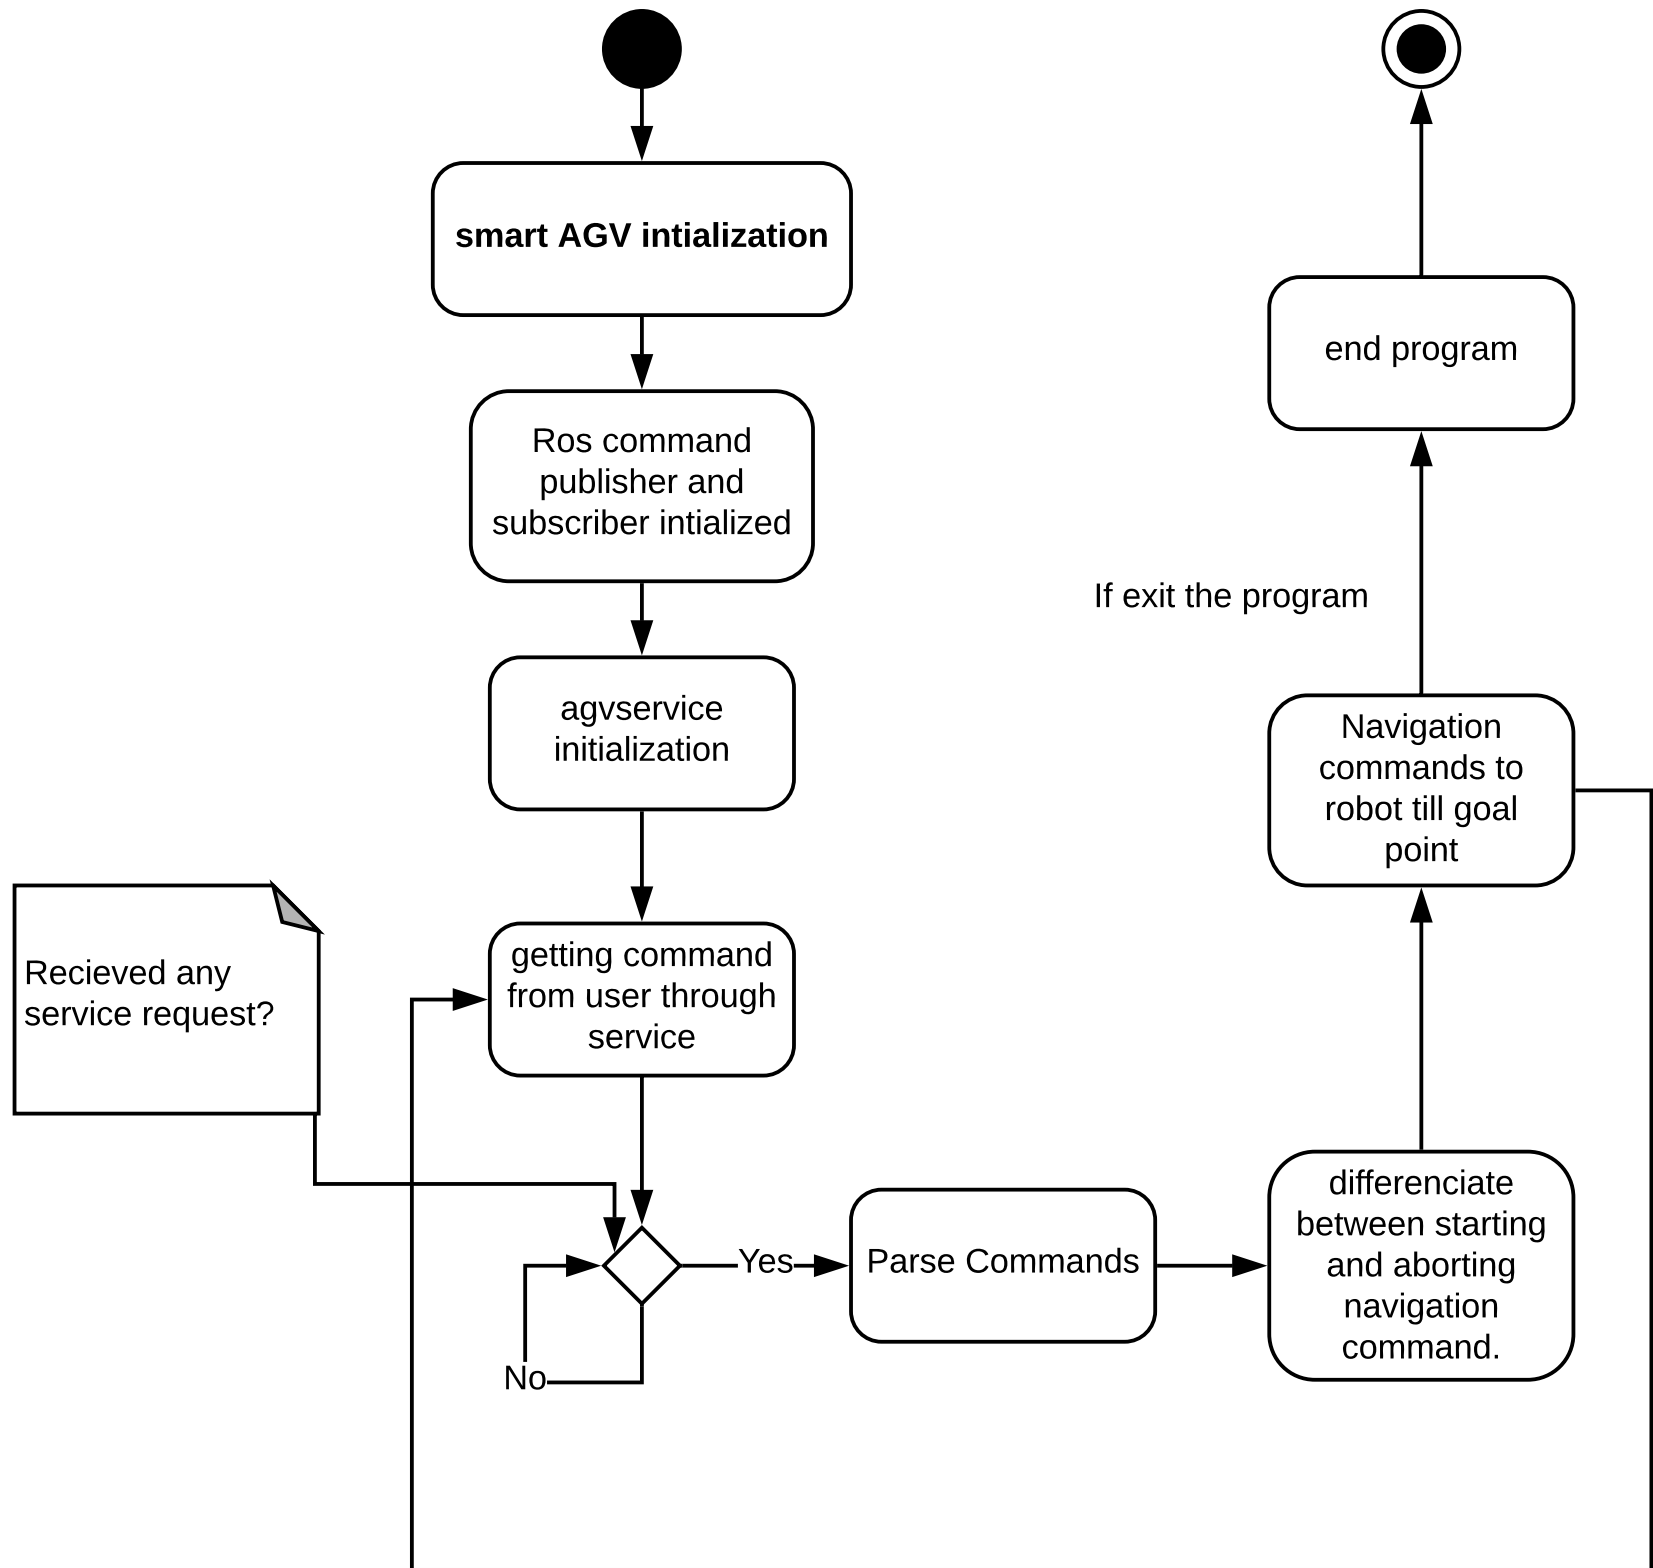 smart AGV intialization
Ros command
publisher and
subscriber intialized
agvservice
initialization
getting command
from user through
service
Recieved any
service request?
No
Yes
Parse Commands
differenciate
between starting
and aborting
navigation
command.
Navigation
commands to
robot till goal
point
If exit the program
end program